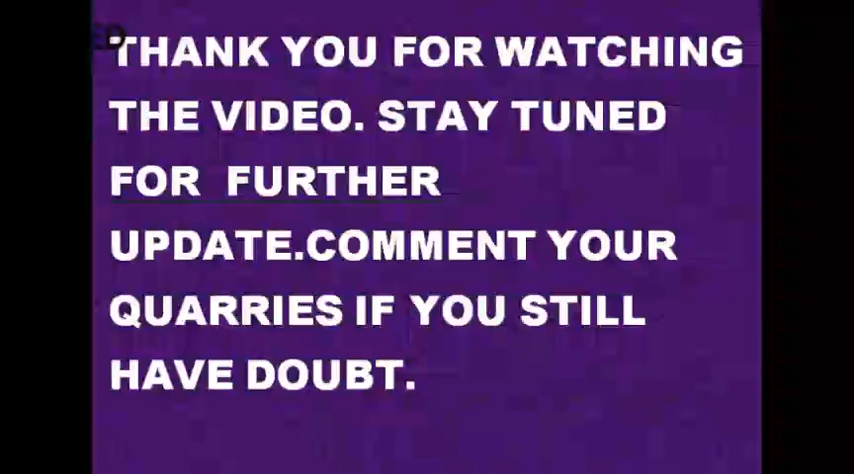 THANK YOU FOR WATCHING
THE VIDEO. STAY TUNED
FOR  FURTHER
UPDATE.COMMENT YOUR
QUARRIES IF YOU STILL
HAVE DOUBT.